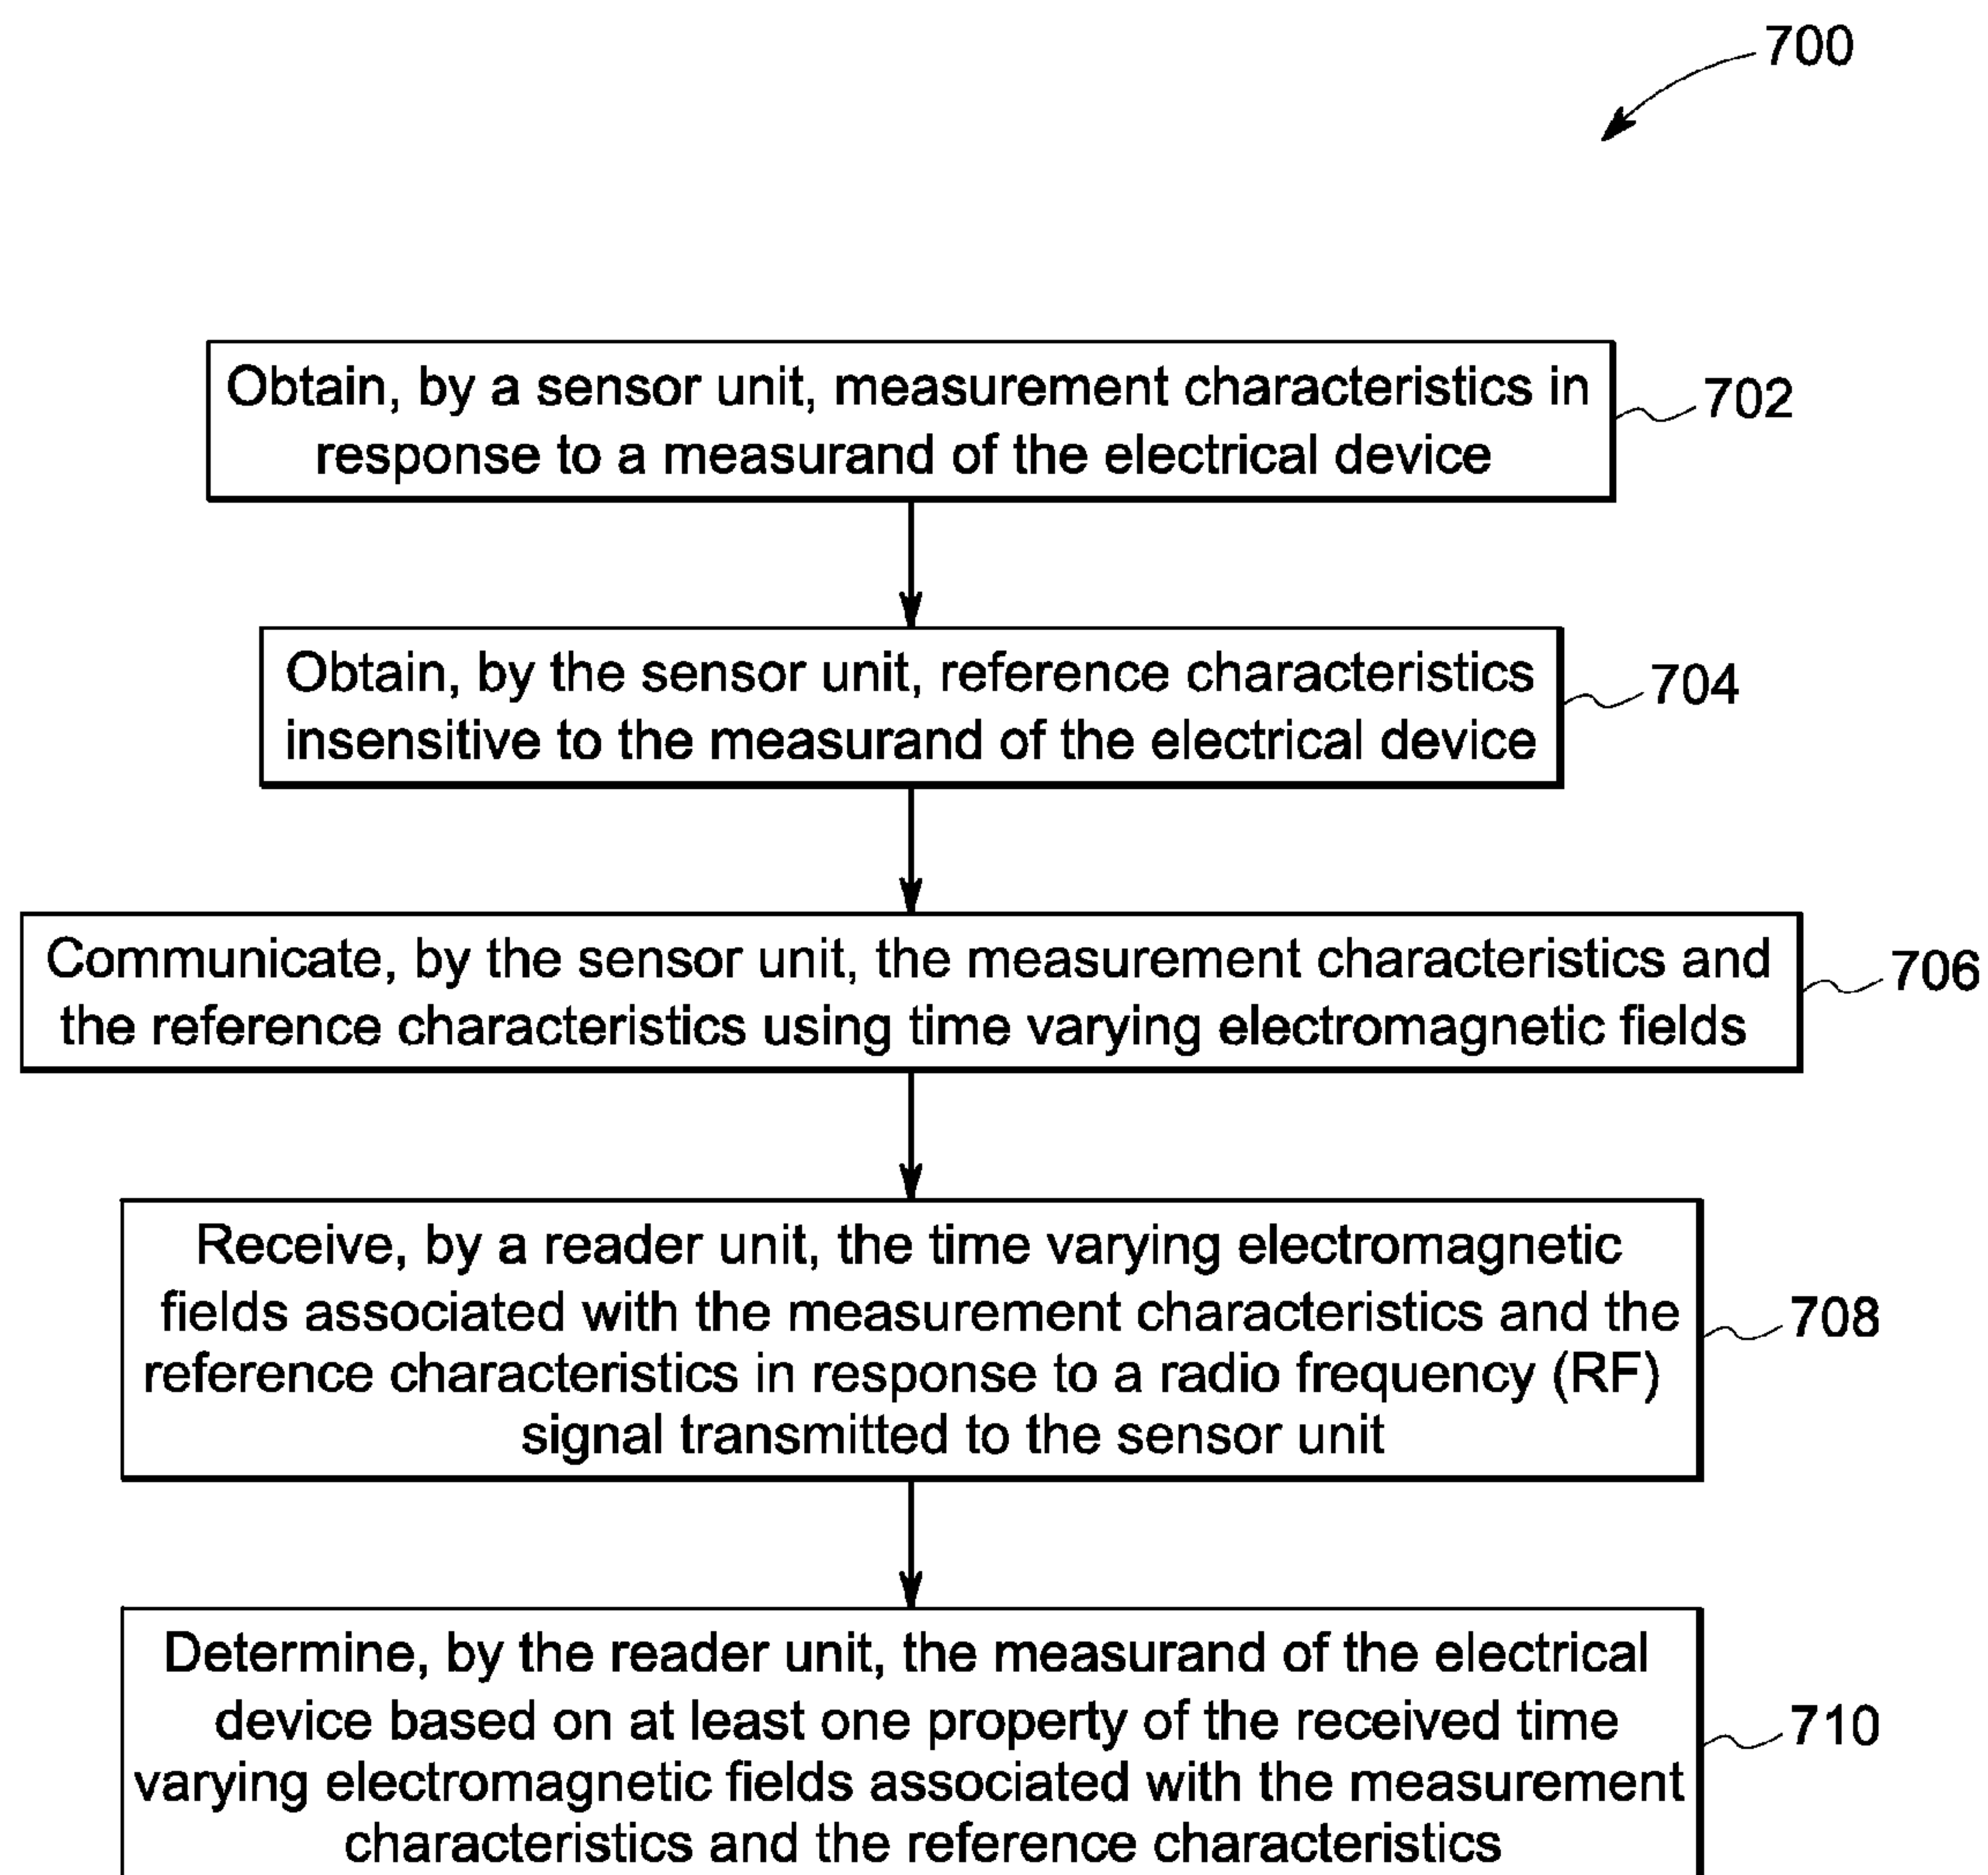 700
Obtain, by a sensor unit, measurement characteristics in
response to a measurand of the electrical device
702
Obtain, by the sensor unit, reference characteristics
insensitive to the measurand of the electrical device
704
Communicate, by the sensor unit, the measurement characteristics and
the reference characteristics using time varying electromagnetic fields
706
Receive, by a reader unit, the time varying electromagnetic
fields associated with the measurement characteristics and the
reference characteristics in response to a radio frequency (RF)
signal transmitted to the sensor unit
708
Determine, by the reader unit, the measurand of the electrical
device based on at least one property of the received time
varying electromagnetic fields associated with the measurement
characteristics and the reference characteristics
710